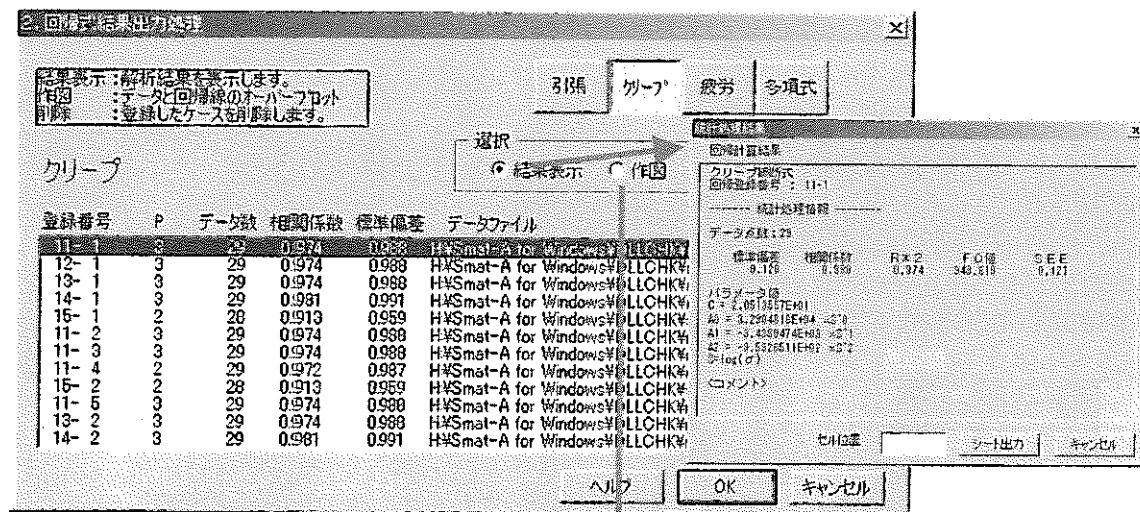 2. 回帰式結果出力処理
結果表示:解析結果を表示します。
作図 :データと回帰線のオーバープロット
削除 :登録したケースを削除します。
引張 クリープ 疲労 多項式
クリープ
選択
結果表示 作図
登録番号 P データ数 相関係数 標準偏差 データファイル
11- 1 3 29 0.974 0.988 H:¥Smat-A for Windows¥DLLCHK¥
12- 1 3 29 0.974 0.988 H:¥Smat-A for Windows¥DLLCHK¥
13- 1 3 29 0.974 0.988 H:¥Smat-A for Windows¥DLLCHK¥
14- 1 3 29 0.981 0.991 H:¥Smat-A for Windows¥DLLCHK¥
15- 1 2 28 0.913 0.959 H:¥Smat-A for Windows¥DLLCHK¥
11- 2 3 29 0.974 0.988 H:¥Smat-A for Windows¥DLLCHK¥
11- 3 3 29 0.974 0.988 H:¥Smat-A for Windows¥DLLCHK¥
11- 4 2 29 0.972 0.987 H:¥Smat-A for Windows¥DLLCHK¥
15- 2 2 28 0.913 0.959 H:¥Smat-A for Windows¥DLLCHK¥
11- 5 3 29 0.974 0.988 H:¥Smat-A for Windows¥DLLCHK¥
13- 2 3 29 0.974 0.988 H:¥Smat-A for Windows¥DLLCHK¥
14- 2 3 29 0.981 0.991 H:¥Smat-A for Windows¥DLLCHK¥
ヘルプ OK キャンセル
回帰計算結果
クリープ破断式
回帰登録番号 : 11-1
------- 統計処理情報 -------
データ点数:29
標準偏差 相関係数 R*2 F0値 SEE
0.974 0.121
パラメータ値
S=log(σ)
<コメント>
セル位置 シート出力 キャンセル